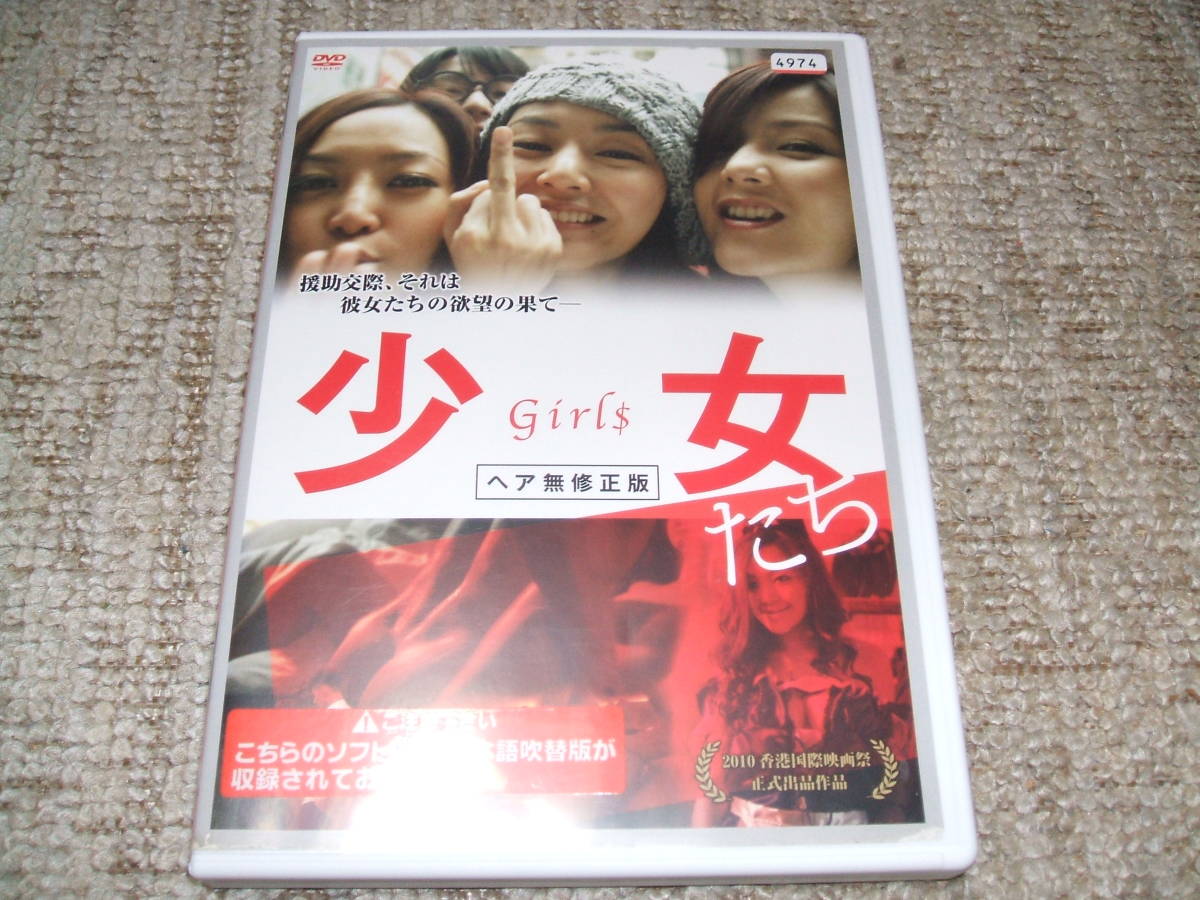 DVD
VIDEO
4974
援助交際、それは
彼女たちの欲望の果て―
少女たち
Girl$
ヘア無修正版
こちらのソフト 語吹替版が
収録されてお
2010 香港国際映画祭
正式出品作品